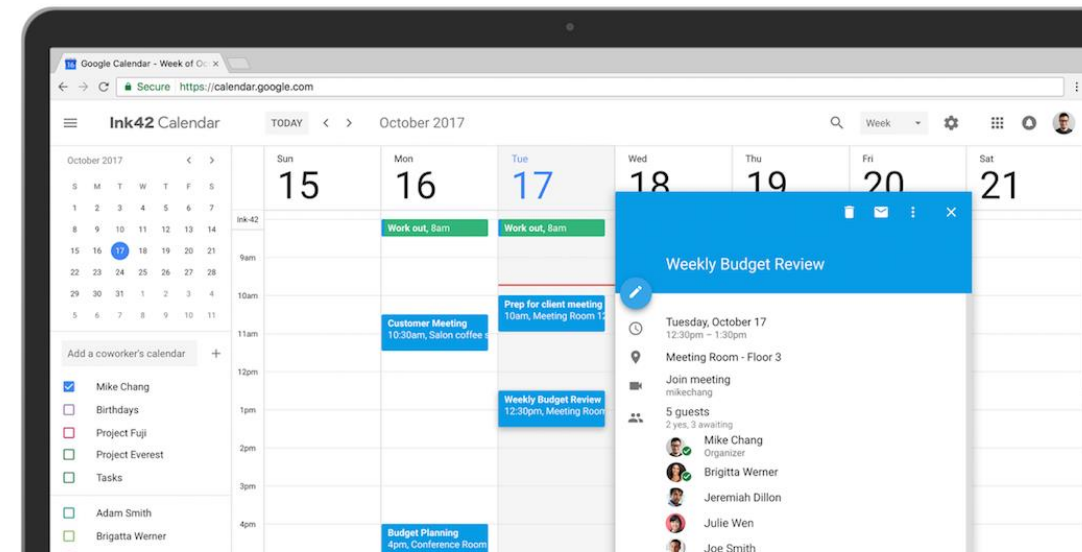 Google Calendar - Week of Oc
Secure https://calendar.google.com
Ink42 Calendar
TODAY
October 2017
Week
October 2017
S M T W T F S
1 2 3 4 5 6 7
8 9 10 11 12 13 14
15 16 17 18 19 20 21
22 23 24 25 26 27 28
29 30 31 1 2 3 4
5 6 7 8 9 10 11
Add a coworker's calendar
Mike Chang
Birthdays
Project Fuji
Project Everest
Tasks
Adam Smith
Brigatta Werner
Sun Mon Tue Wed Thu Fri Sat
15 16 17 18 19 20 21
Ink-42
9am
10am
11am
12pm
1pm
2pm
3pm
4pm
Work out, 8am
Customer Meeting
10:30am, Salon coffee s
Budget Planning
4pm, Conference Room
Work out, 8am
Prep for client meeting
10am, Meeting Room 12
Weekly Budget Review
12:30pm, Meeting Room
Weekly Budget Review
Tuesday, October 17
12:30pm – 1:30pm
Meeting Room - Floor 3
Join meeting
mikechang
5 guests
2 yes, 3 awaiting
Mike Chang
Organizer
Brigitta Werner
Jeremiah Dillon
Julie Wen
Joe Smith